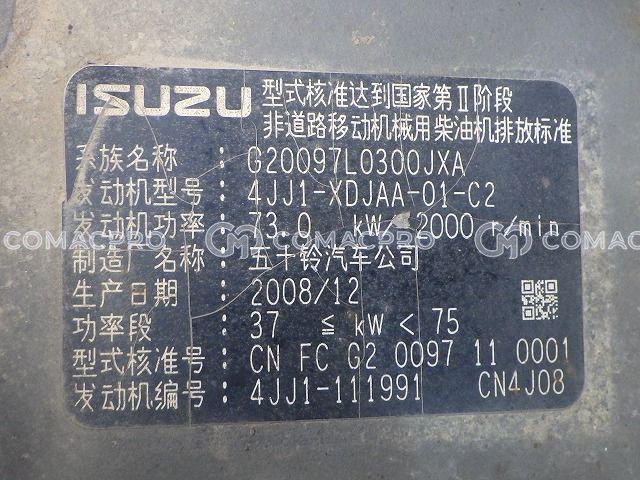 ISUZU 型式核准达到国家第Ⅱ阶段
非道路移动机械用柴油机排放标准
系族名称 : G20097L0300JXA
发动机型号: 4JJ1-XDJAA-01-C2
发动机功率: 73.0 kW/ 2000 r/min
COMACPRO COMACPRO COMACPRO
制造产名称: 五十铃汽车公司
生产日期 : 2008/12
功率段 : 37 ≦ kW < 75
型式核准号: CN FC G2 0097 11 0001
发动机编号: 4JJ1-111991 CN4J08